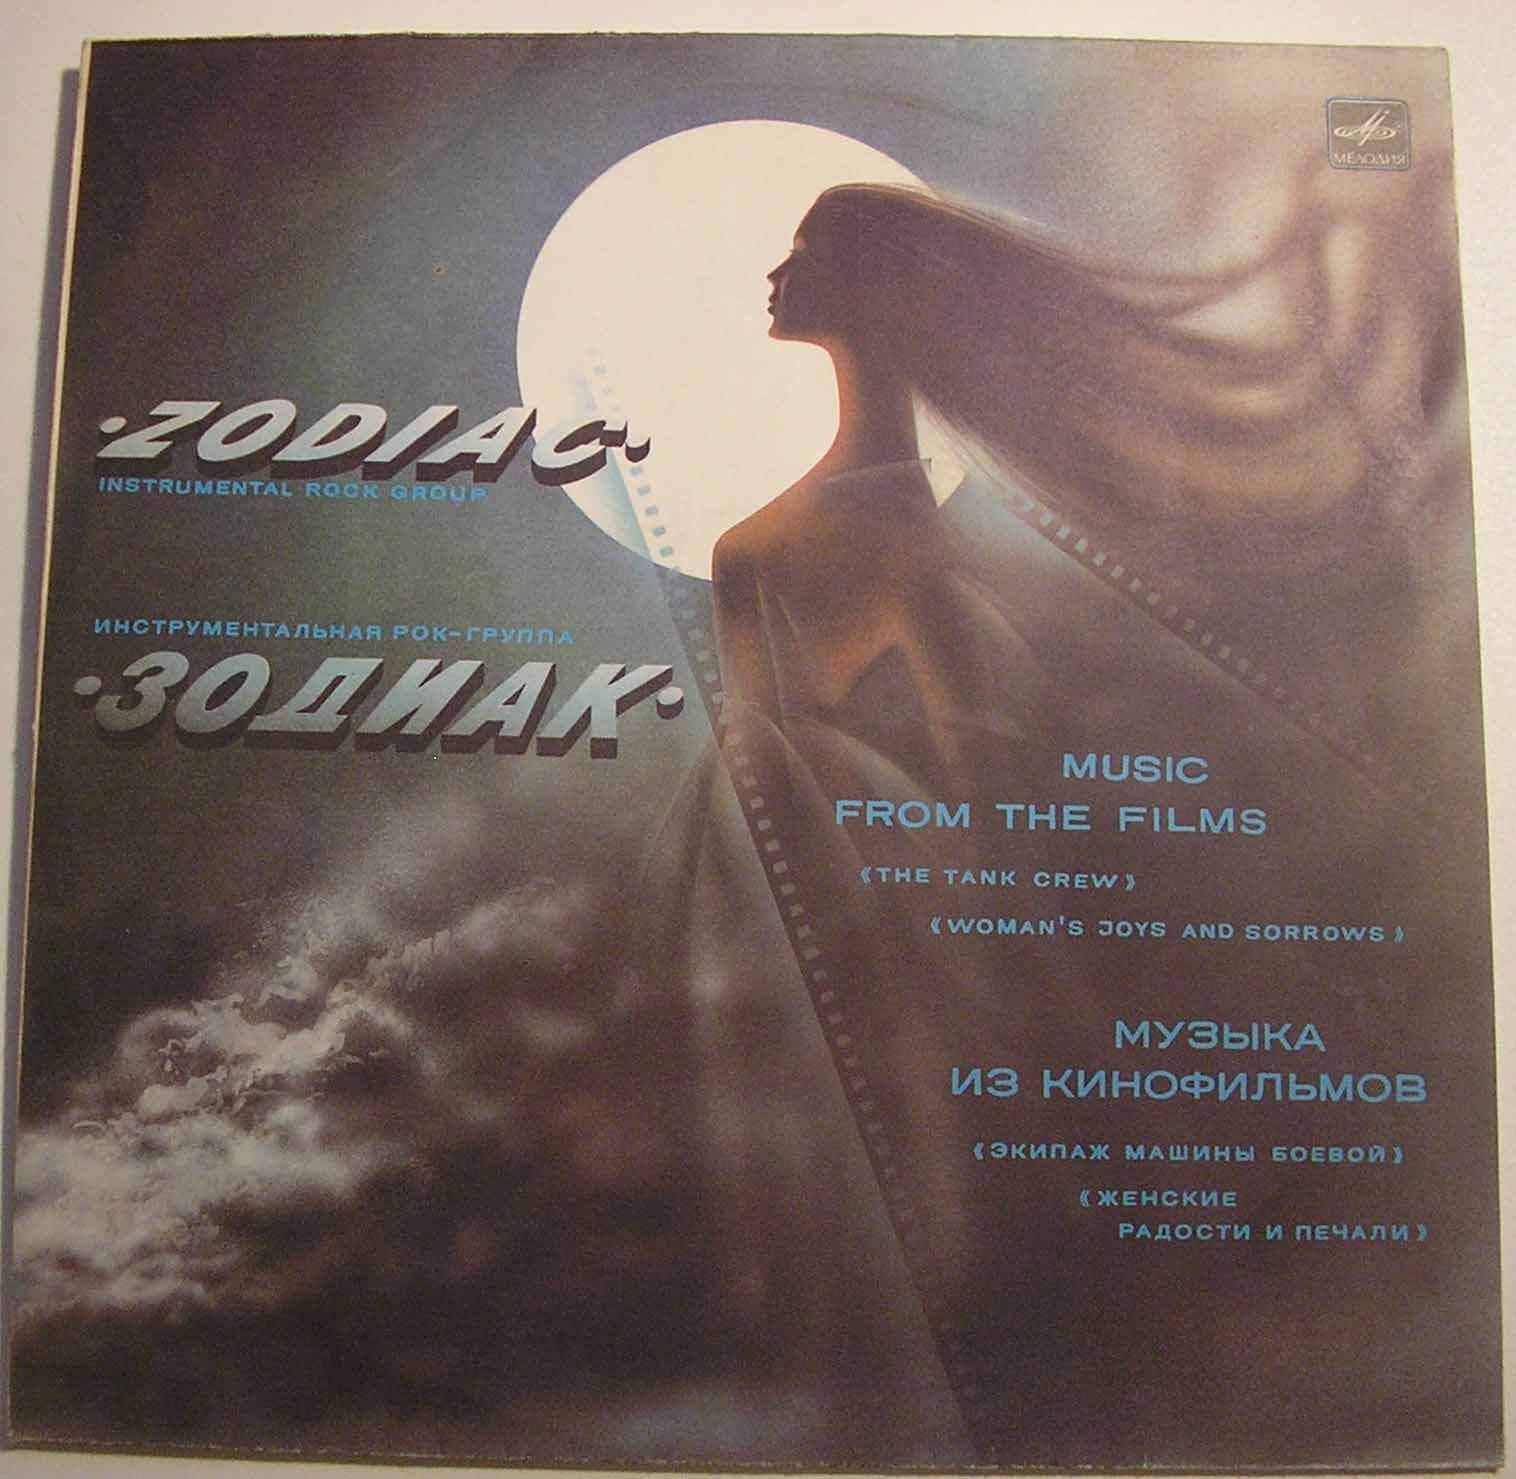 МЕЛОДИЯ
·ZODIAC·
INSTRUMENTAL ROCK GROUP
ИНСТРУМЕНТАЛЬНАЯ РОК-ГРУППА
·ЗОДИАК·
MUSIC
FROM THE FILMS
《THE TANK CREW》
《WOMAN'S JOYS AND SORROWS》
МУЗЫКА
ИЗ КИНОФИЛЬМОВ
《ЭКИПАЖ МАШИНЫ БОЕВОЙ》
《ЖЕНСКИЕ
РАДОСТИ И ПЕЧАЛИ》